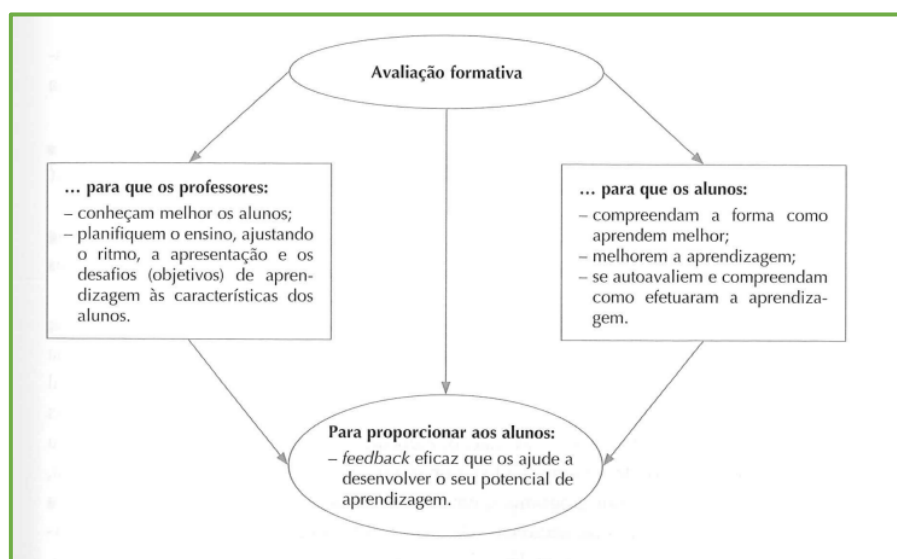 Avaliação formativa
... para que os professores:
– conheçam melhor os alunos;
– planifiquem o ensino, ajustando
o ritmo, a apresentação e os
desafios (objetivos) de apren-
dizagem às características dos
alunos.
... para que os alunos:
– compreendam a forma como
aprendem melhor;
– melhorem a aprendizagem;
– se autoavaliem e compreendam
como efetuaram a aprendiza-
gem.
Para proporcionar aos alunos:
– feedback eficaz que os ajude a
desenvolver o seu potencial de
aprendizagem.